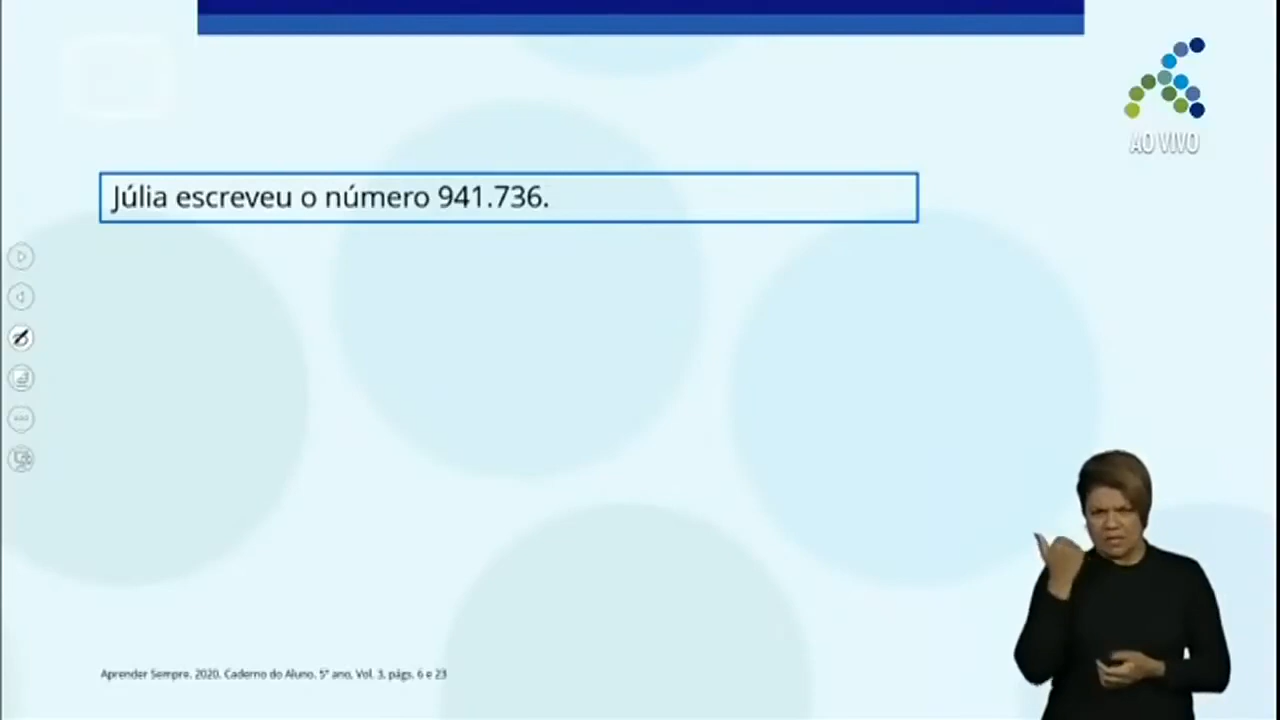 AO VIVO
Júlia escreveu o número 941.736.
Aprender Sempre. 2020. Caderno do Aluno. 5º ano, Vol. 3, págs. 6 e 23